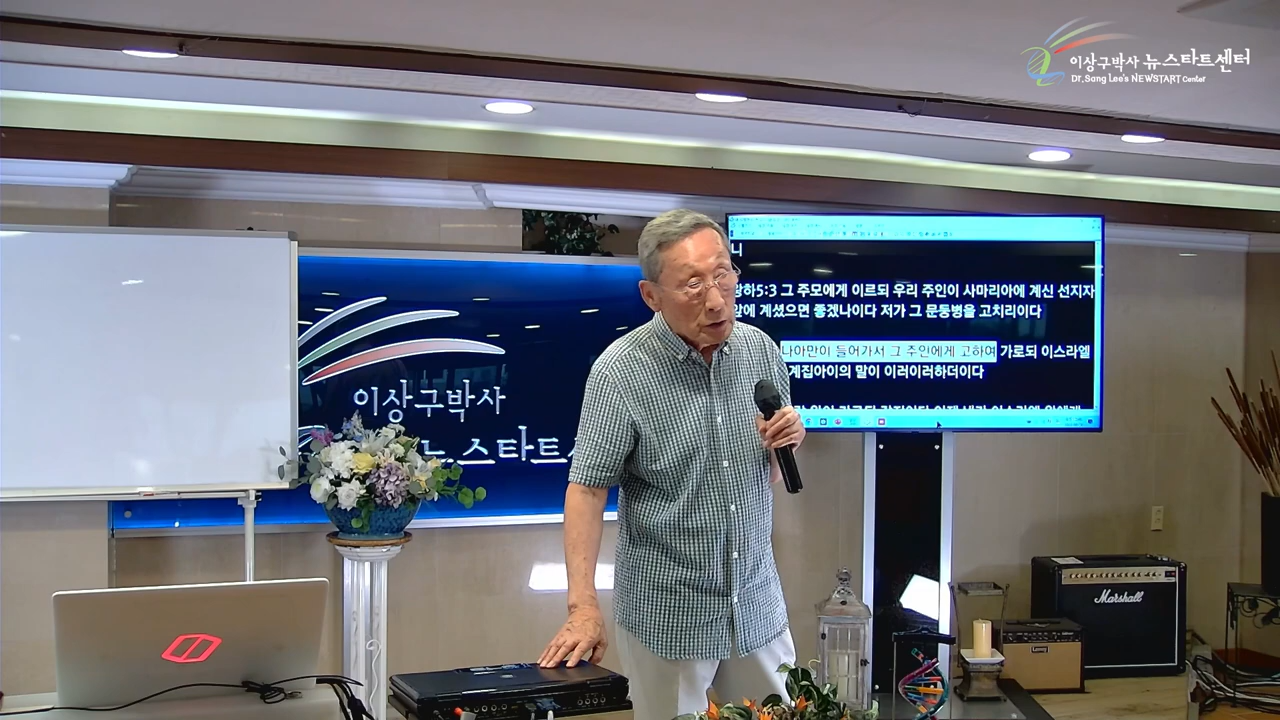 이상구박사 뉴스타트센터
Dr. Sang Lee's NEWSTART Center
니
하5:3 그 주모에게 이르되 우리 주인이 사마리아에 계신 선지자
앞에 계셨으면 좋겠나이다 저가 그 문둥병을 고치리이다
나아만이 들어가서 그 주인에게 고하여 가로되 이스라엘
계집아이의 말이 이러이러하더이다
이상구박사
뉴스타트
Marshall